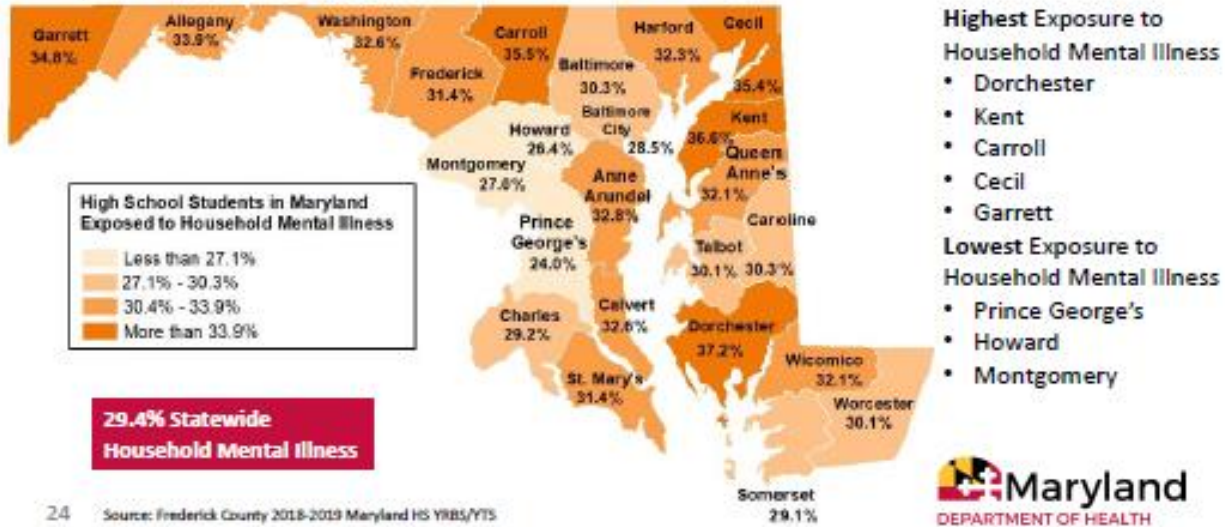 Garrett
34.8%
Allegany
33.9%
Washington
32.6%
Frederick
31.4%
Carroll
35.5%
Baltimore
30.3%
Baltimore
City
28.5%
Harford
32.3%
Cecil
35.4%
Kent
36.6%
Queen
Anne's
32.1%
Howard
26.4%
Montgomery
27.0%
Anne
Arundel
32.8%
Prince
George's
24.0%
Caroline
30.3%
Talbot
30.1%
Calvert
32.6%
Charles
29.2%
St. Mary's
31.4%
Dorchester
37.2%
Wicomico
32.1%
Worcester
30.1%
Somerset
29.1%
High School Students in Maryland
Exposed to Household Mental Illness
Less than 27.1%
27.1% - 30.3%
30.4% - 33.9%
More than 33.9%
29.4% Statewide
Household Mental Illness
Highest Exposure to
Household Mental Illness
• Dorchester
• Kent
• Carroll
• Cecil
• Garrett
Lowest Exposure to
Household Mental Illness
• Prince George's
• Howard
• Montgomery
24
Source: Frederick County 2018-2019 Maryland HS YRBS/YTS
Maryland
DEPARTMENT OF HEALTH